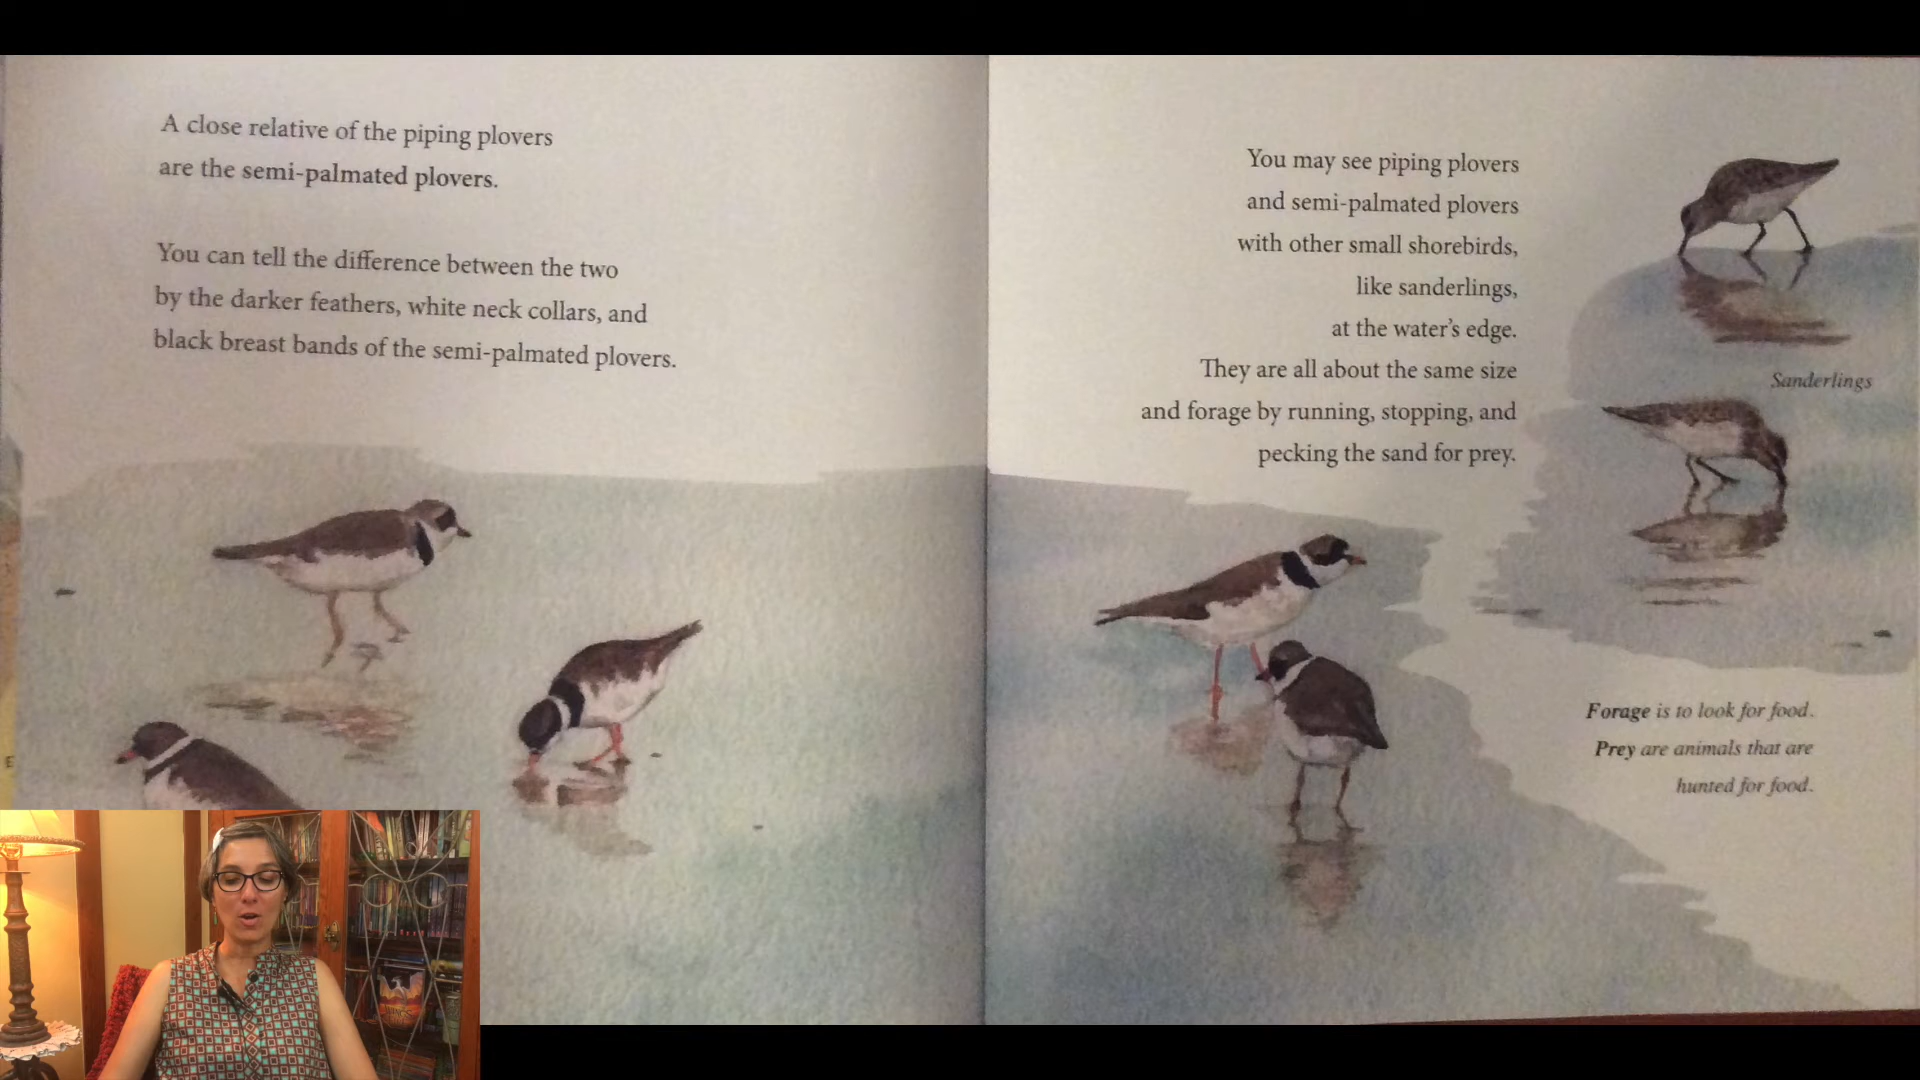 A close relative of the piping plovers
are the semi-palmated plovers.
You can tell the difference between the two
by the darker feathers, white neck collars, and
black breast bands of the semi-palmated plovers.
You may see piping plovers
and semi-palmated plovers
with other small shorebirds,
like sanderlings,
at the water's edge.
They are all about the same size
and forage by running, stopping, and
pecking the sand for prey.
Sanderlings
Forage is to look for food.
Prey are animals that are
hunted for food.
E